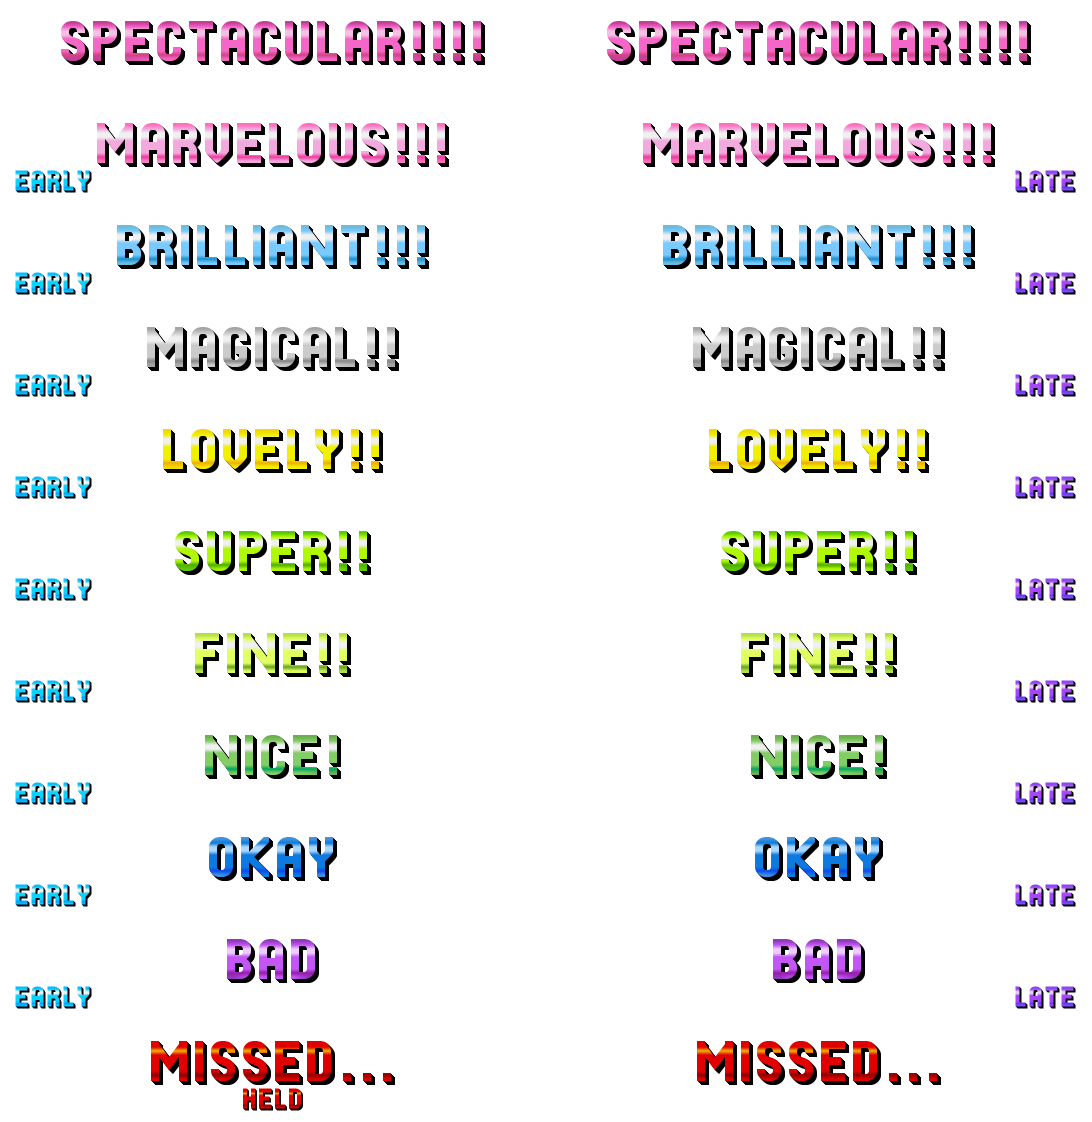 SPECTACULAR!!!! SPECTACULAR!!!!
MARVELOUS!!! MARVELOUS!!!
EARLY LATE
BRILLIANT!!! BRILLIANT!!!
EARLY LATE
MAGICAL!! MAGICAL!!
EARLY LATE
LOVELY!! LOVELY!!
EARLY LATE
SUPER!! SUPER!!
EARLY LATE
FINE!! FINE!!
EARLY LATE
NICE! NICE!
EARLY LATE
OKAY OKAY
EARLY LATE
BAD BAD
EARLY LATE
MISSED... MISSED...
HELD